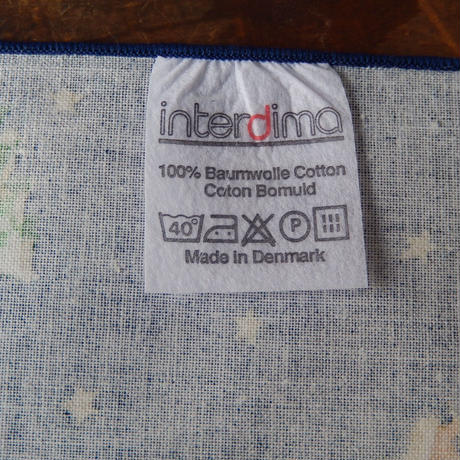 interdima
100% Baumwolle Cotton
Coton Bomuld
40° P
Made in Denmark